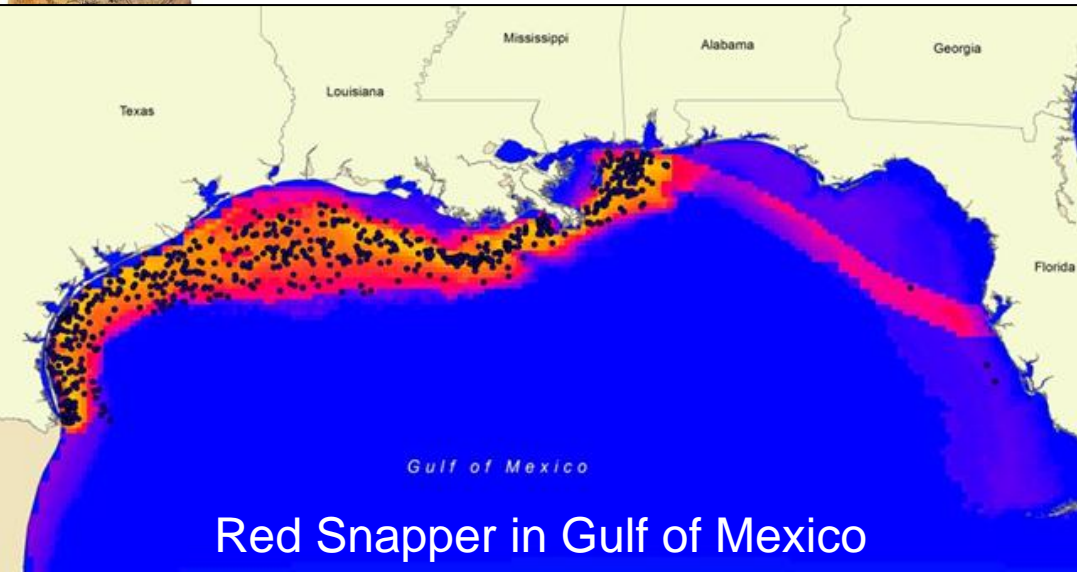 Mississippi
Alabama
Georgia
Louisiana
Texas
Florida
Gulf of Mexico
Red Snapper in Gulf of Mexico